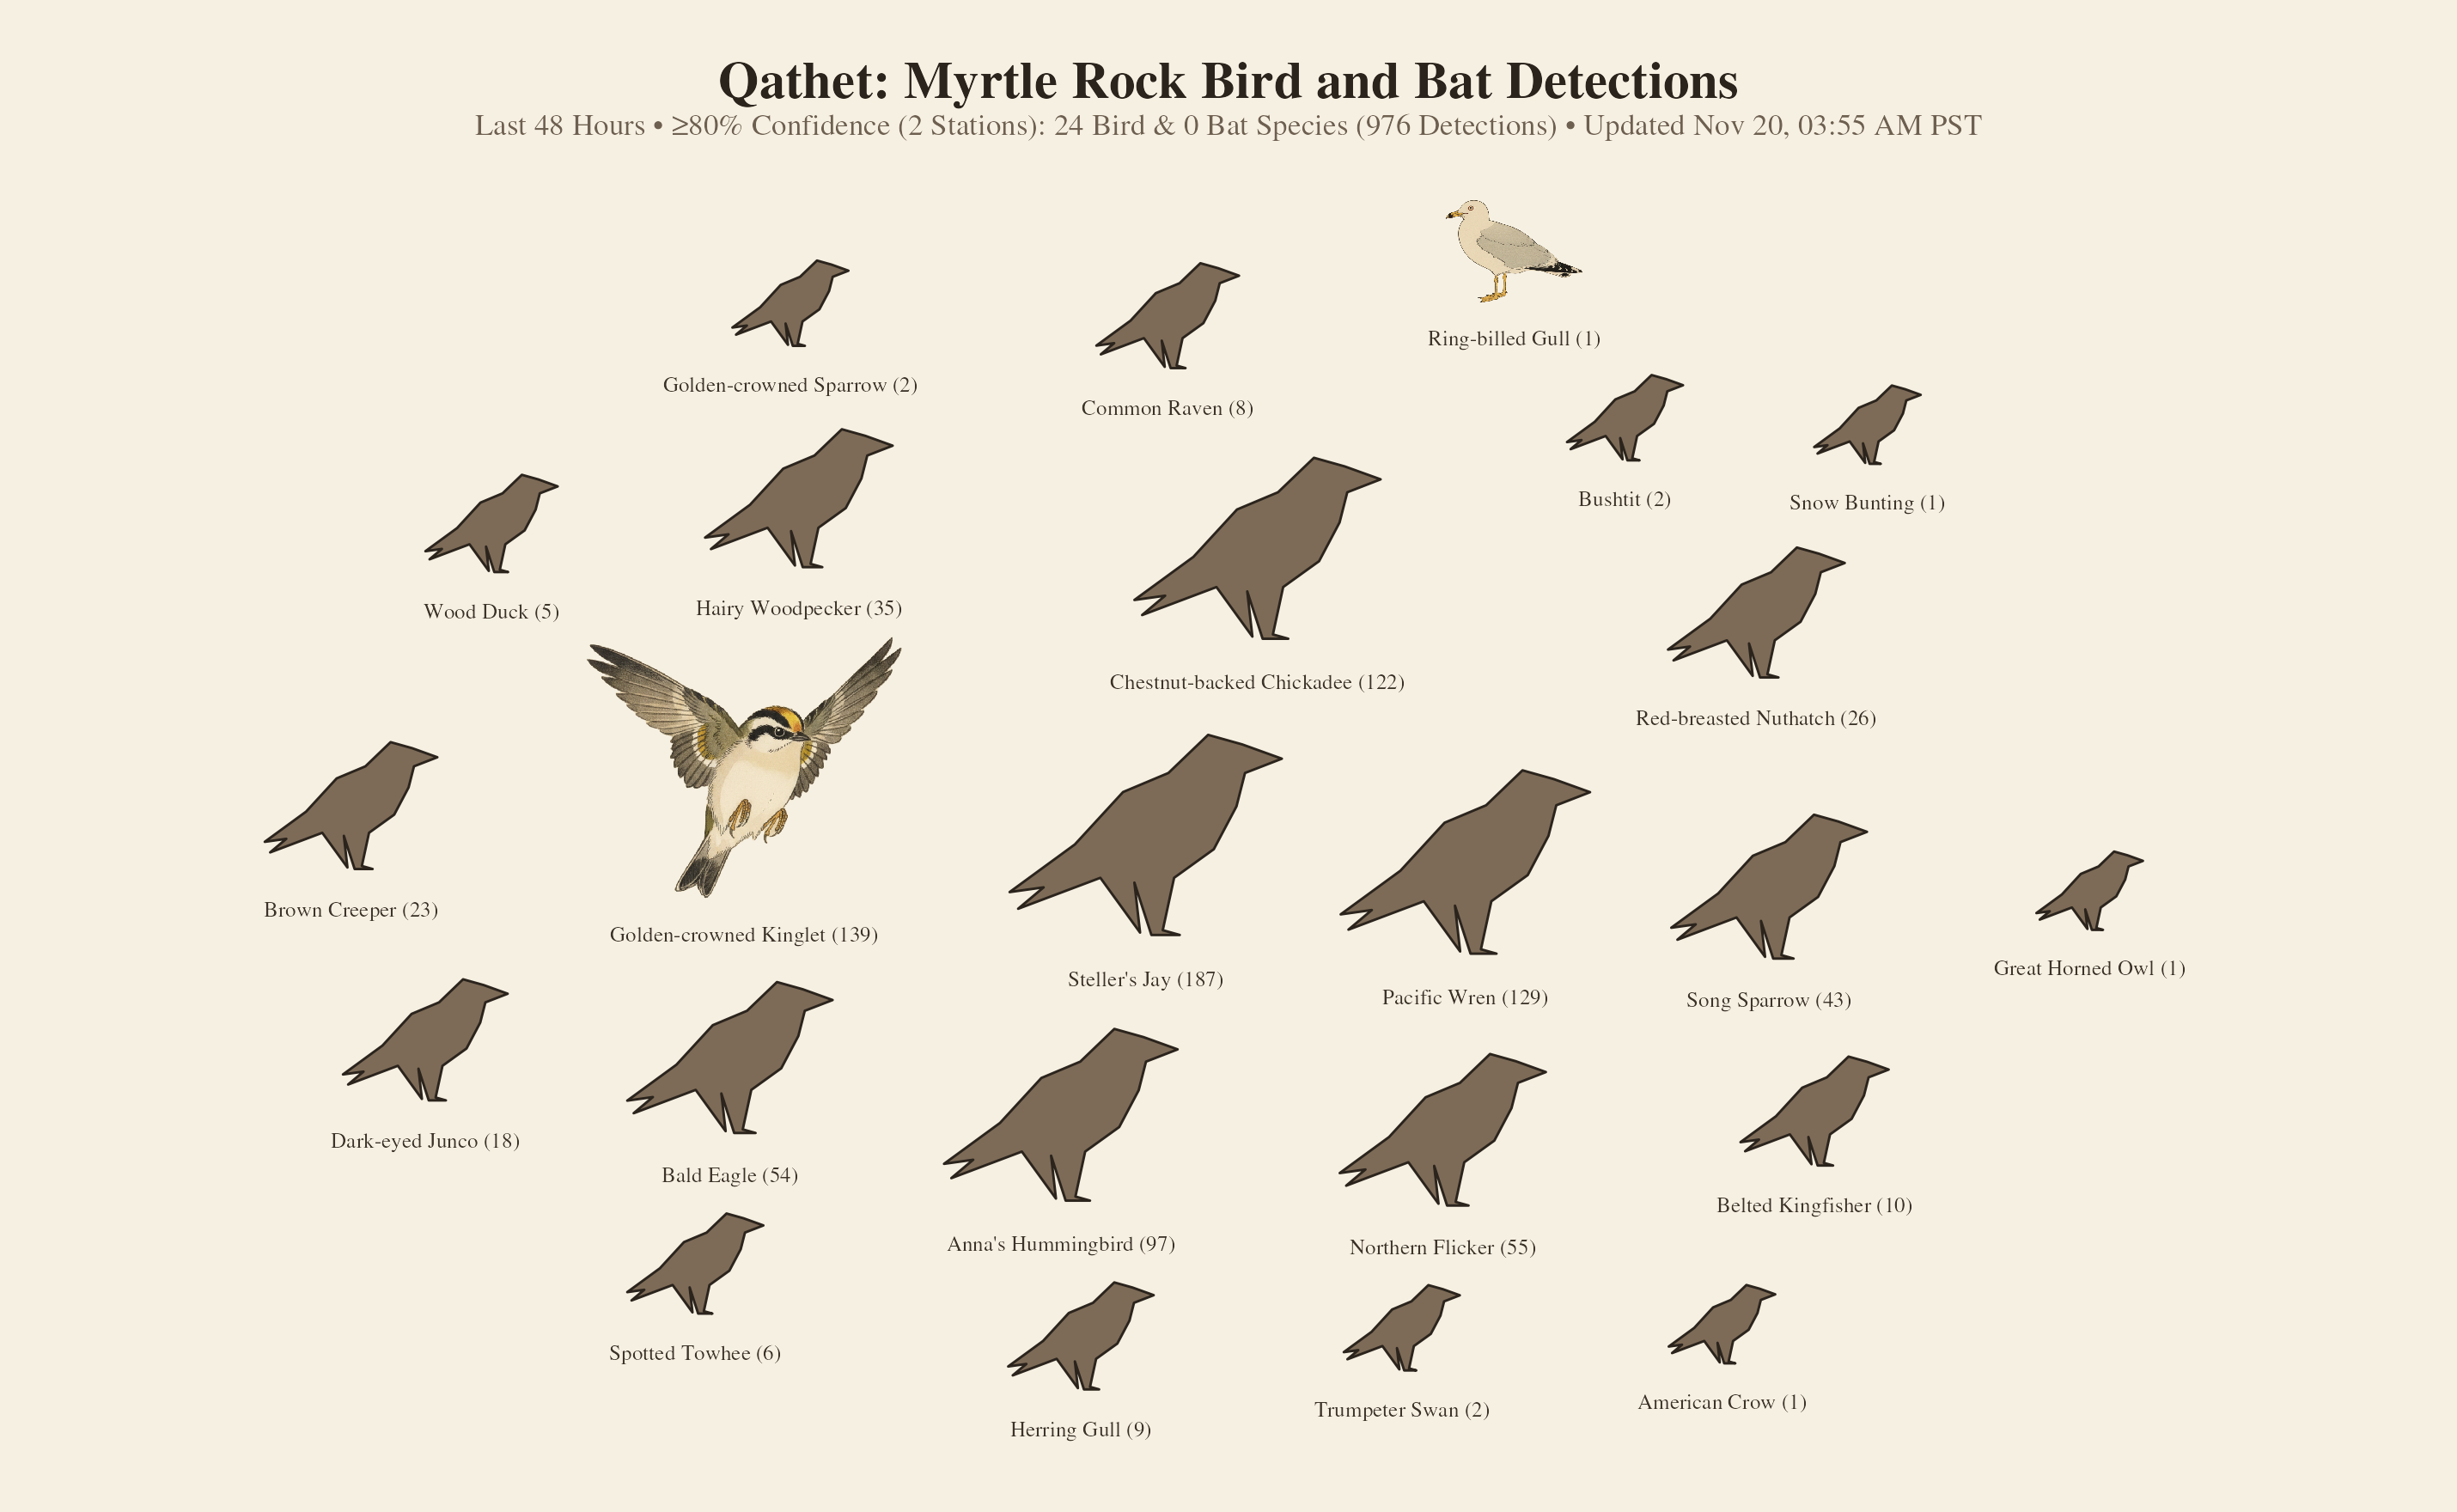 Qathet: Myrtle Rock Bird and Bat Detections
Last 48 Hours • ≥80% Confidence (2 Stations): 24 Bird & 0 Bat Species (976 Detections) • Updated Nov 20, 03:55 AM PST
Ring-billed Gull (1)
Golden-crowned Sparrow (2)
Common Raven (8)
Bushtit (2)
Snow Bunting (1)
Wood Duck (5)
Hairy Woodpecker (35)
Chestnut-backed Chickadee (122)
Red-breasted Nuthatch (26)
Brown Creeper (23)
Golden-crowned Kinglet (139)
Steller's Jay (187)
Pacific Wren (129)
Song Sparrow (43)
Great Horned Owl (1)
Dark-eyed Junco (18)
Bald Eagle (54)
Anna's Hummingbird (97)
Northern Flicker (55)
Belted Kingfisher (10)
Spotted Towhee (6)
Herring Gull (9)
Trumpeter Swan (2)
American Crow (1)